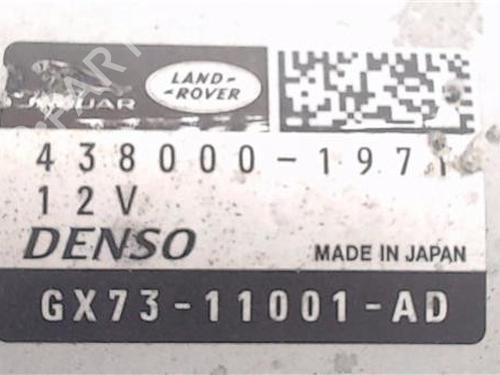 JAGUAR
LAND-
-ROVER
438000-1971
12V
DENSO
MADE IN JAPAN
GX73-11001-AD